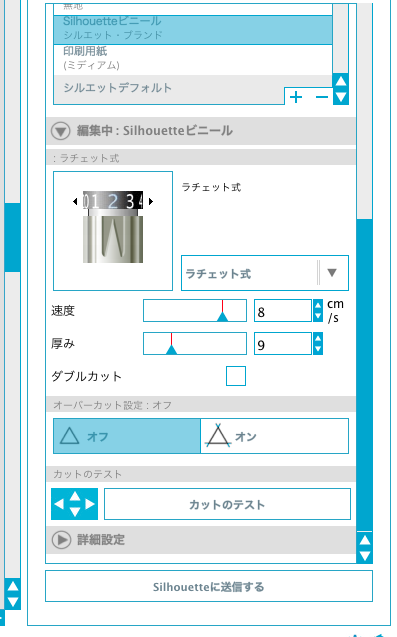 無地
Silhouetteビニール
シルエット・ブランド
印刷用紙
(ミディアム)
シルエットデフォルト
+ −
編集中 : Silhouetteビニール
: ラチェット式
01 2 3 4
ラチェット式
ラチェット式
速度 8 cm
/s
厚み 9
ダブルカット
オーバーカット設定 : オフ
オフ オン
カットのテスト
カットのテスト
詳細設定
Silhouetteに送信する